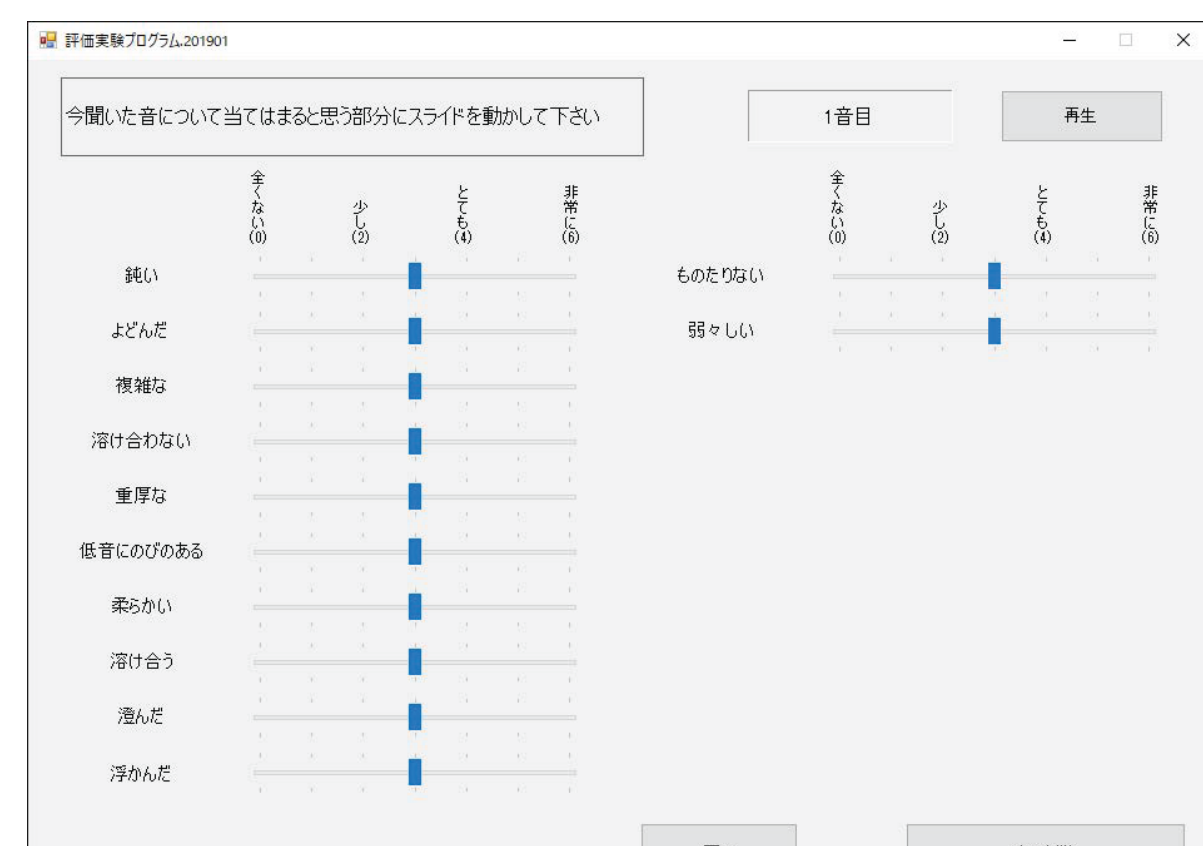 評価実験プログラム.201901
今聞いた音について当てはまると思う部分にスライドを動かして下さい
1音目
再生
全くない(0)
少し(2)
とても(4)
非常に(6)
全くない(0)
少し(2)
とても(4)
非常に(6)
鈍い
よどんだ
複雑な
溶け合わない
重厚な
低音にのびのある
柔らかい
溶け合う
澄んだ
浮かんだ
ものたりない
弱々しい